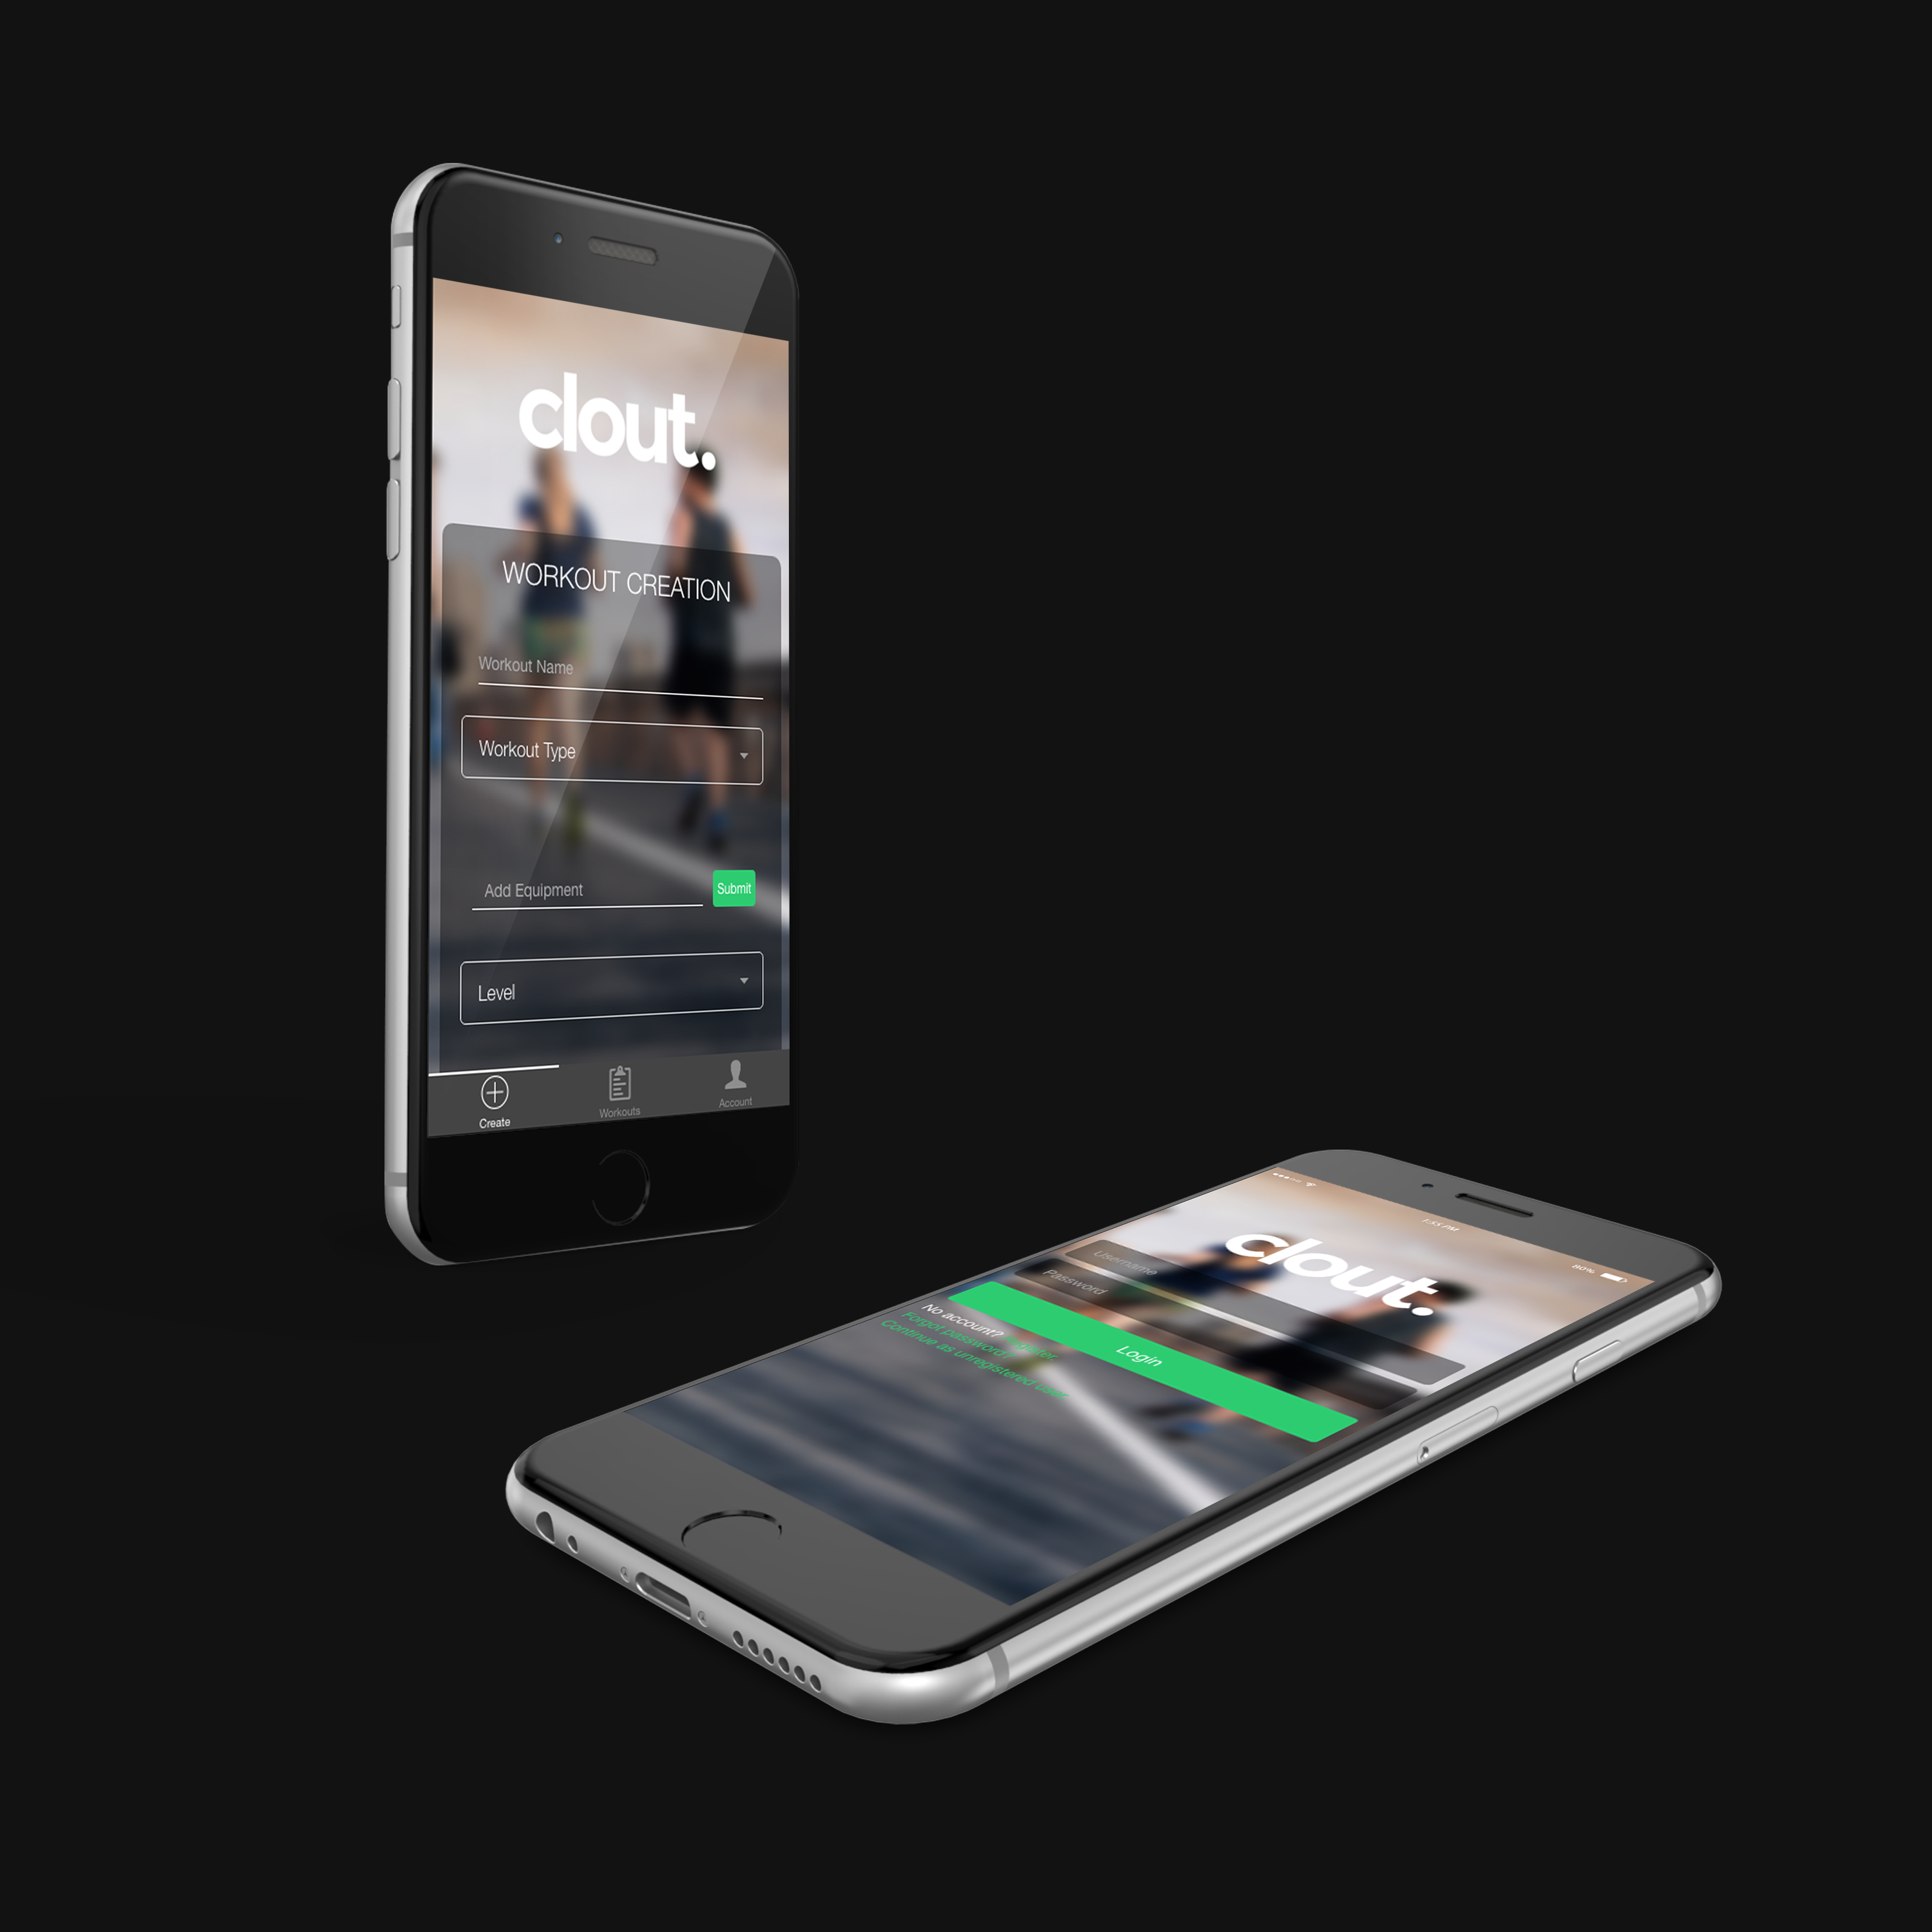 clout.
WORKOUT CREATION
Workout Name
Workout Type
Add Equipment
Submit
Level
Create
Workouts
Account
1:55 PM
80%
clout.
Username
Password
Login
No account? Register.
Forgot password?
Continue as unregistered user.